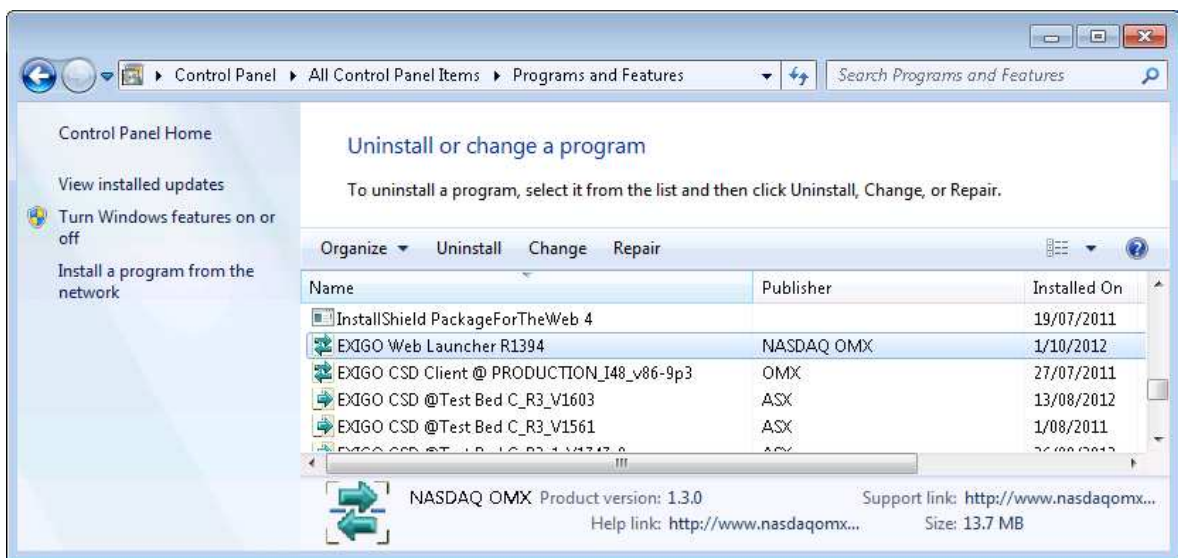 Control Panel All Control Panel Items Programs and Features Search Programs and Features
Control Panel Home
View installed updates
Turn Windows features on or
off
Install a program from the
network
Uninstall or change a program
To uninstall a program, select it from the list and then click Uninstall, Change, or Repair.
Organize Uninstall Change Repair
Name Publisher Installed On
InstallShield PackageForTheWeb 4 19/07/2011
EXIGO Web Launcher R1394 NASDAQ OMX 1/10/2012
EXIGO CSD Client @ PRODUCTION_I48_v86-9p3 OMX 27/07/2011
EXIGO CSD @Test Bed C_R3_V1603 ASX 13/08/2012
EXIGO CSD @Test Bed C_R3_V1561 ASX 1/08/2011
NASDAQ OMX Product version: 1.3.0 Support link: http://www.nasdaqomx...
Help link: http://www.nasdaqomx... Size: 13.7 MB